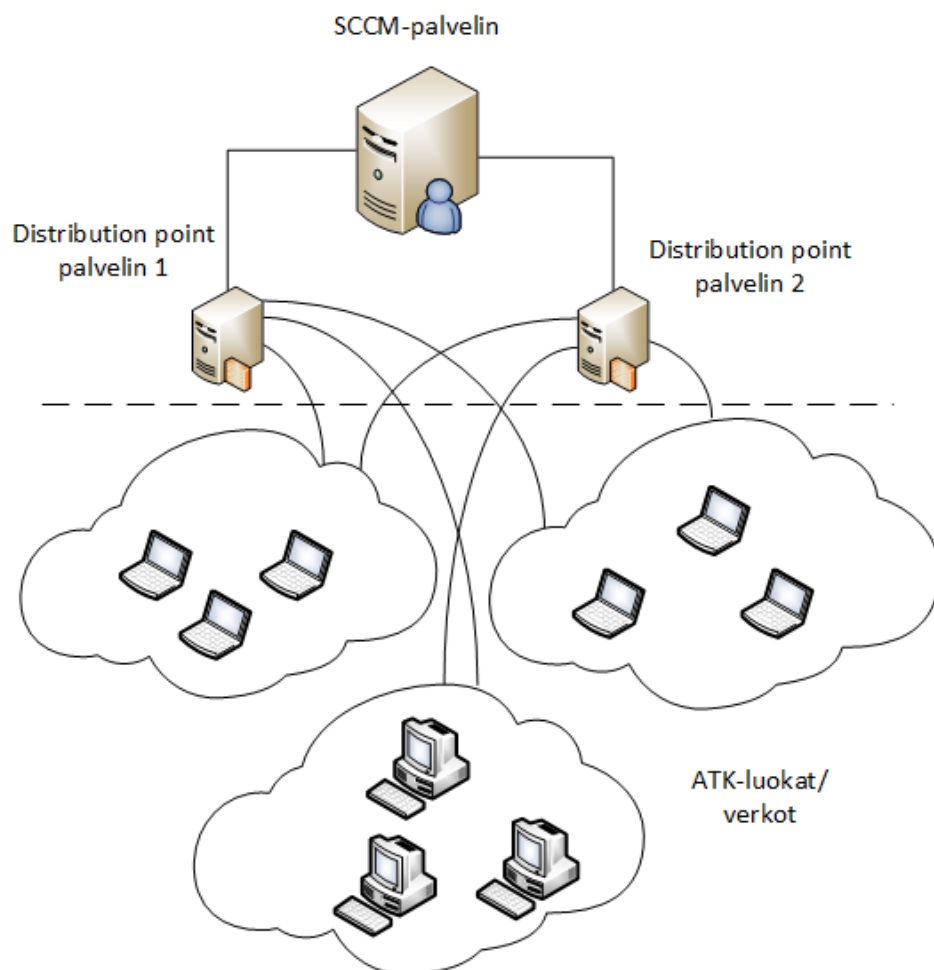 SCCM-palvelin
Distribution point
palvelin 1
Distribution point
palvelin 2
ATK-luokat/
verkot